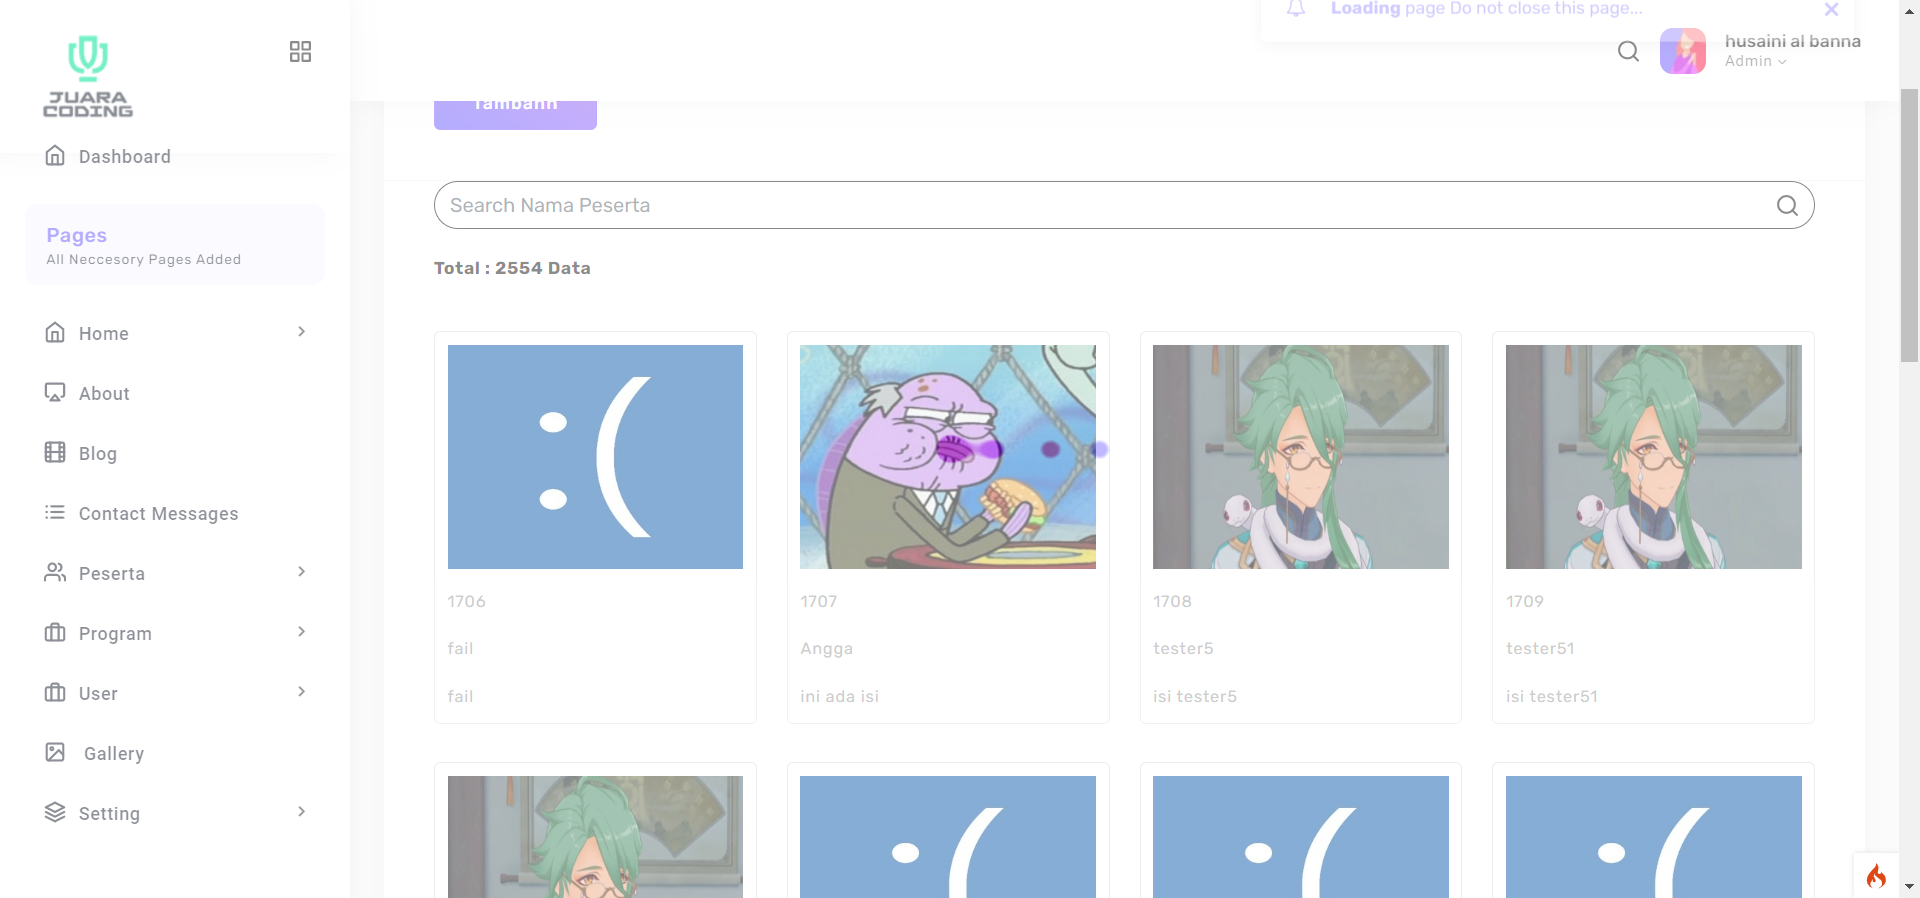 Loading page Do not close this page...
husaini al banna
Admin
JUARA
CODING
Dashboard
Pages
All Neccesory Pages Added
Home
About
Blog
Contact Messages
Peserta
Program
User
Gallery
Setting
Tambahh
Search Nama Peserta
Total : 2554 Data
1706
fail
fail
1707
Angga
ini ada isi
1708
tester5
isi tester5
1709
tester51
isi tester51